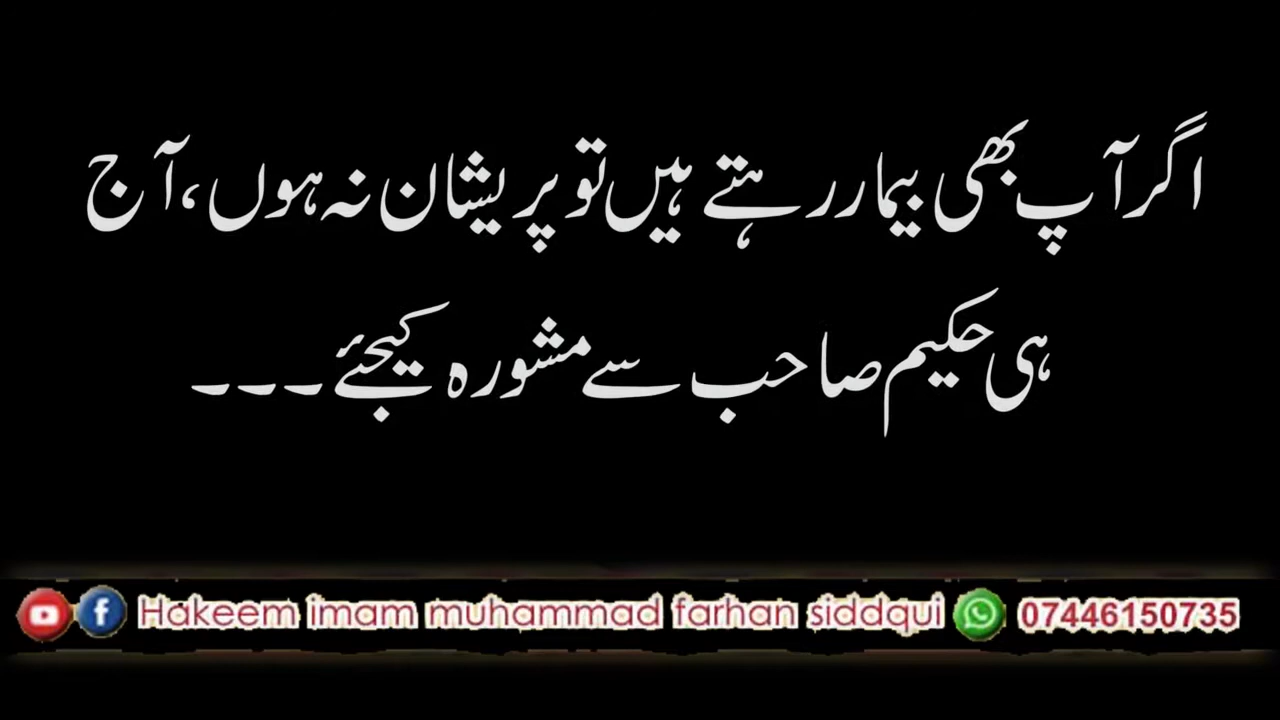 اگر آپ بھی بیمار رہتے ہیں تو پریشان نہ ہوں، آج
ہی حکیم صاحب سے مشورہ کیجئے۔۔۔
Hakeem imam muhammad farhan siddqui 07446150735